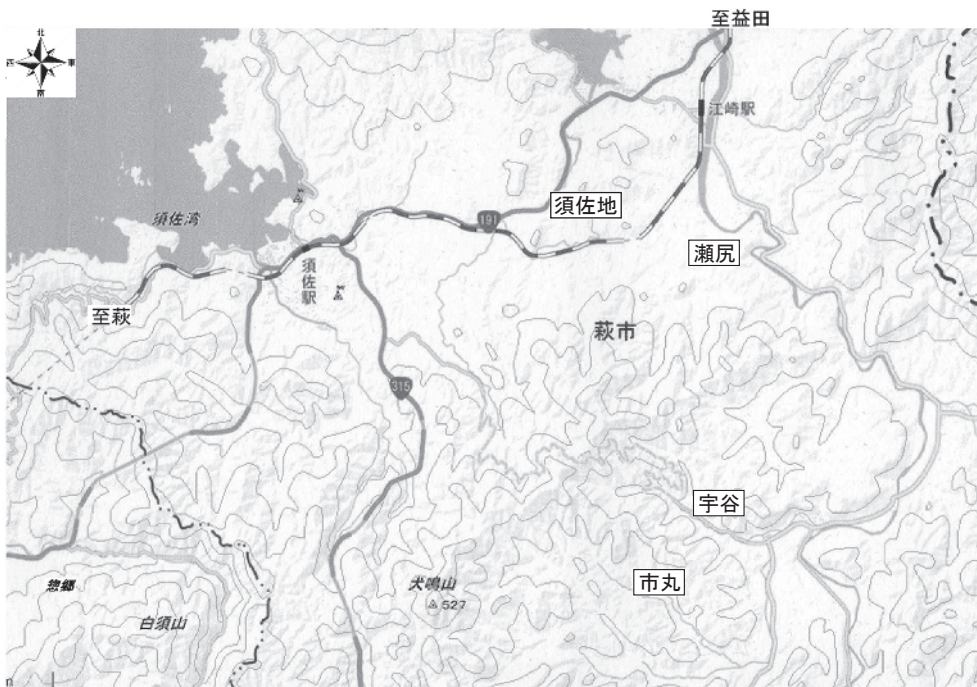 至益田
北
西 東
南
江崎駅
須佐地
須佐湾
191
瀬尻
須佐駅
至萩
萩市
315
宇谷
犬鳴山
527
市丸
惣郷
白須山